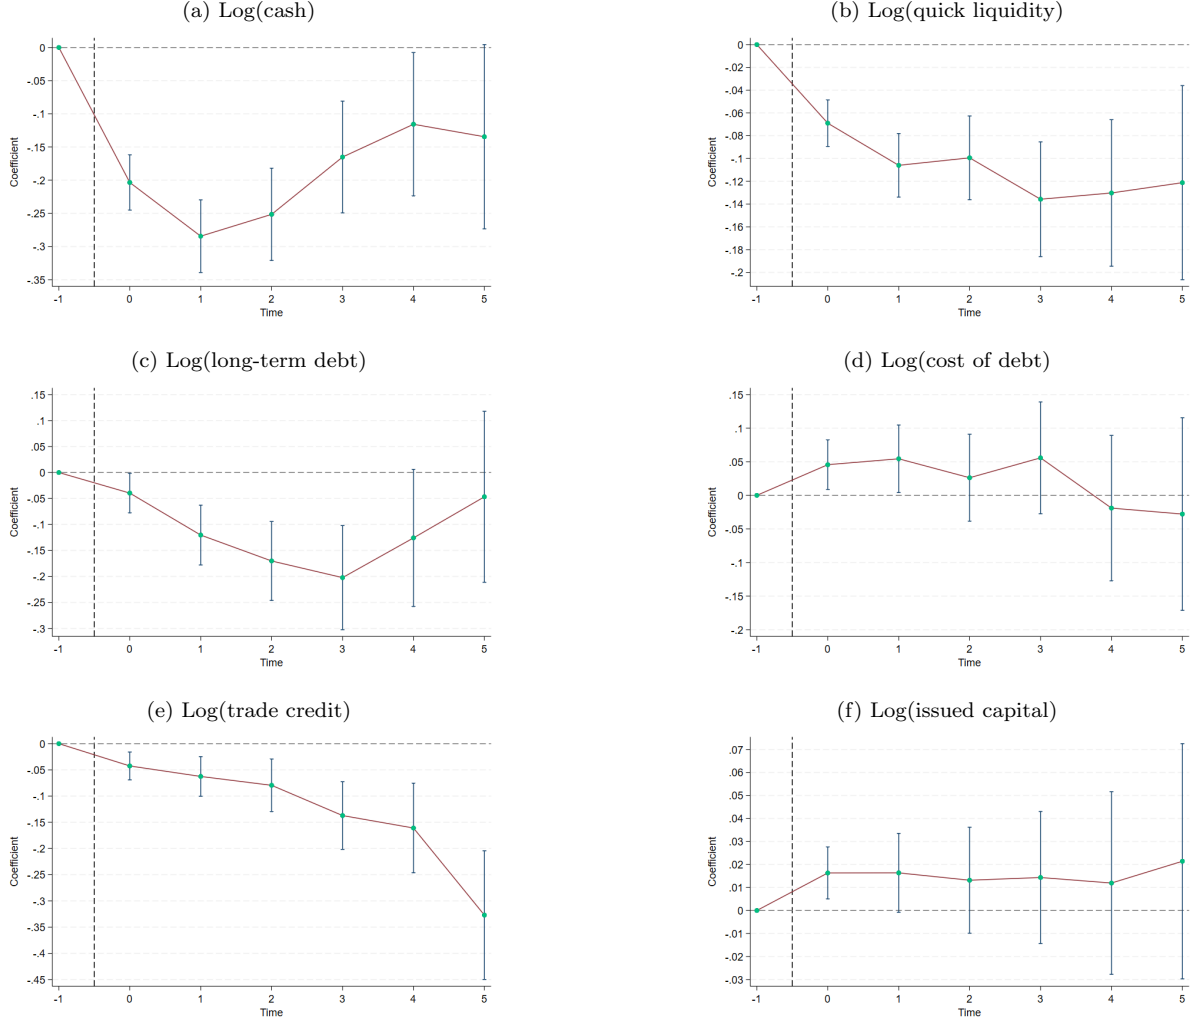 (a) Log(cash)
Coefficient
0
-.05
-.1
-.15
-.2
-.25
-.3
-.35
-1 0 1 2 3 4 5
Time
(b) Log(quick liquidity)
Coefficient
0
-.02
-.04
-.06
-.08
-.1
-.12
-.14
-.16
-.18
-.2
-1 0 1 2 3 4 5
Time
(c) Log(long-term debt)
Coefficient
.15
.1
.05
0
-.05
-.1
-.15
-.2
-.25
-.3
-1 0 1 2 3 4 5
Time
(d) Log(cost of debt)
Coefficient
.15
.1
.05
0
-.05
-.1
-.15
-.2
-1 0 1 2 3 4 5
Time
(e) Log(trade credit)
Coefficient
0
-.05
-.1
-.15
-.2
-.25
-.3
-.35
-.4
-.45
-1 0 1 2 3 4 5
Time
(f) Log(issued capital)
Coefficient
.07
.06
.05
.04
.03
.02
.01
0
-.01
-.02
-.03
-1 0 1 2 3 4 5
Time